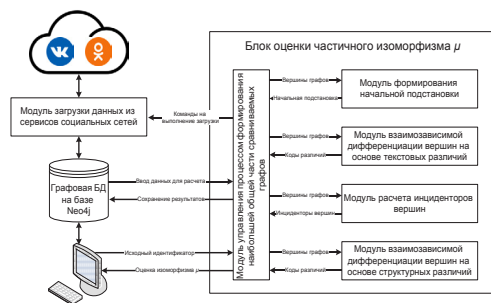 Блок оценки частичного изоморфизма μ
Модуль загрузки данных из
сервисов социальных сетей
Команды на
выполнение загрузки
Графовая БД
на базе
Neo4j
Ввод данных для расчета
Сохранение результатов
Исходный идентификатор
Оценка изоморфизма μ
Модуль управления процессом формирования
наибольшей общей части сравниваемых
графов
Вершины графов
Начальная подстановка
Модуль формирования
начальной подстановки
Вершины графов
Коды различий
Модуль взаимозависимой
дифференциации вершин на
основе текстовых различий
Вершины графов
Инциденторы вершин
Модуль расчета инциденторов
вершин
Вершины графов
Коды различий
Модуль взаимозависимой
дифференциации вершин на
основе структурных различий